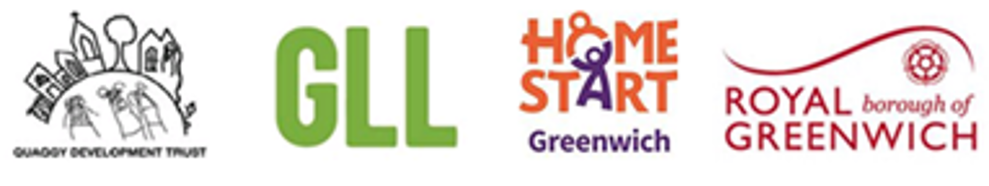 QUAGGY DEVELOPMENT TRUST
GLL
HOME
START
Greenwich
ROYAL borough of
GREENWICH